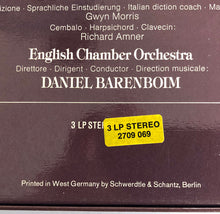 izione · Sprachliche Einstudierung · Italian diction coach · Ma
Gwyn Morris
Cembalo · Harpsichord · Clavecin:
Richard Amner
English Chamber Orchestra
Direttore · Dirigent · Conductor · Direction musicale:
DANIEL BARENBOIM
3 LP STE
3 LP STEREO
2709 069
Printed in West Germany by Schwerdtle & Schantz, Berlin